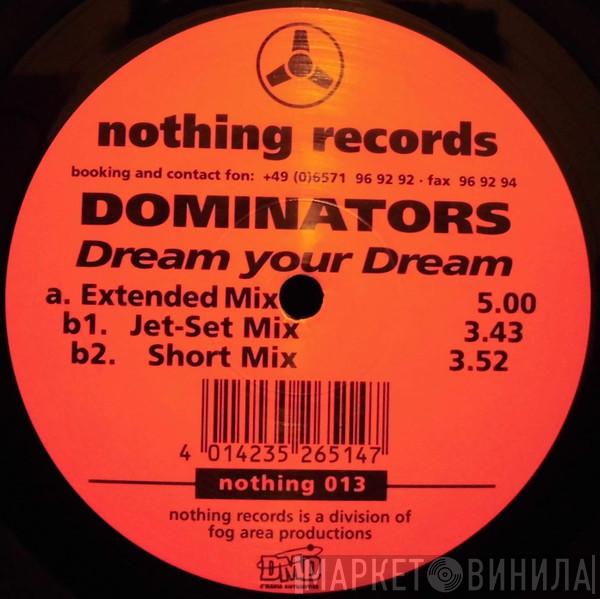 nothing records
booking and contact fon: +49 (0)6571 96 92 92 · fax 96 92 94
DOMINATORS
Dream your Dream
a. Extended Mix 5.00
b1. Jet-Set Mix 3.43
b2. Short Mix 3.52
4 014235 265147
nothing 013
nothing records is a division of
fog area productions
DMD
МАРКЕТ ВИНИЛА